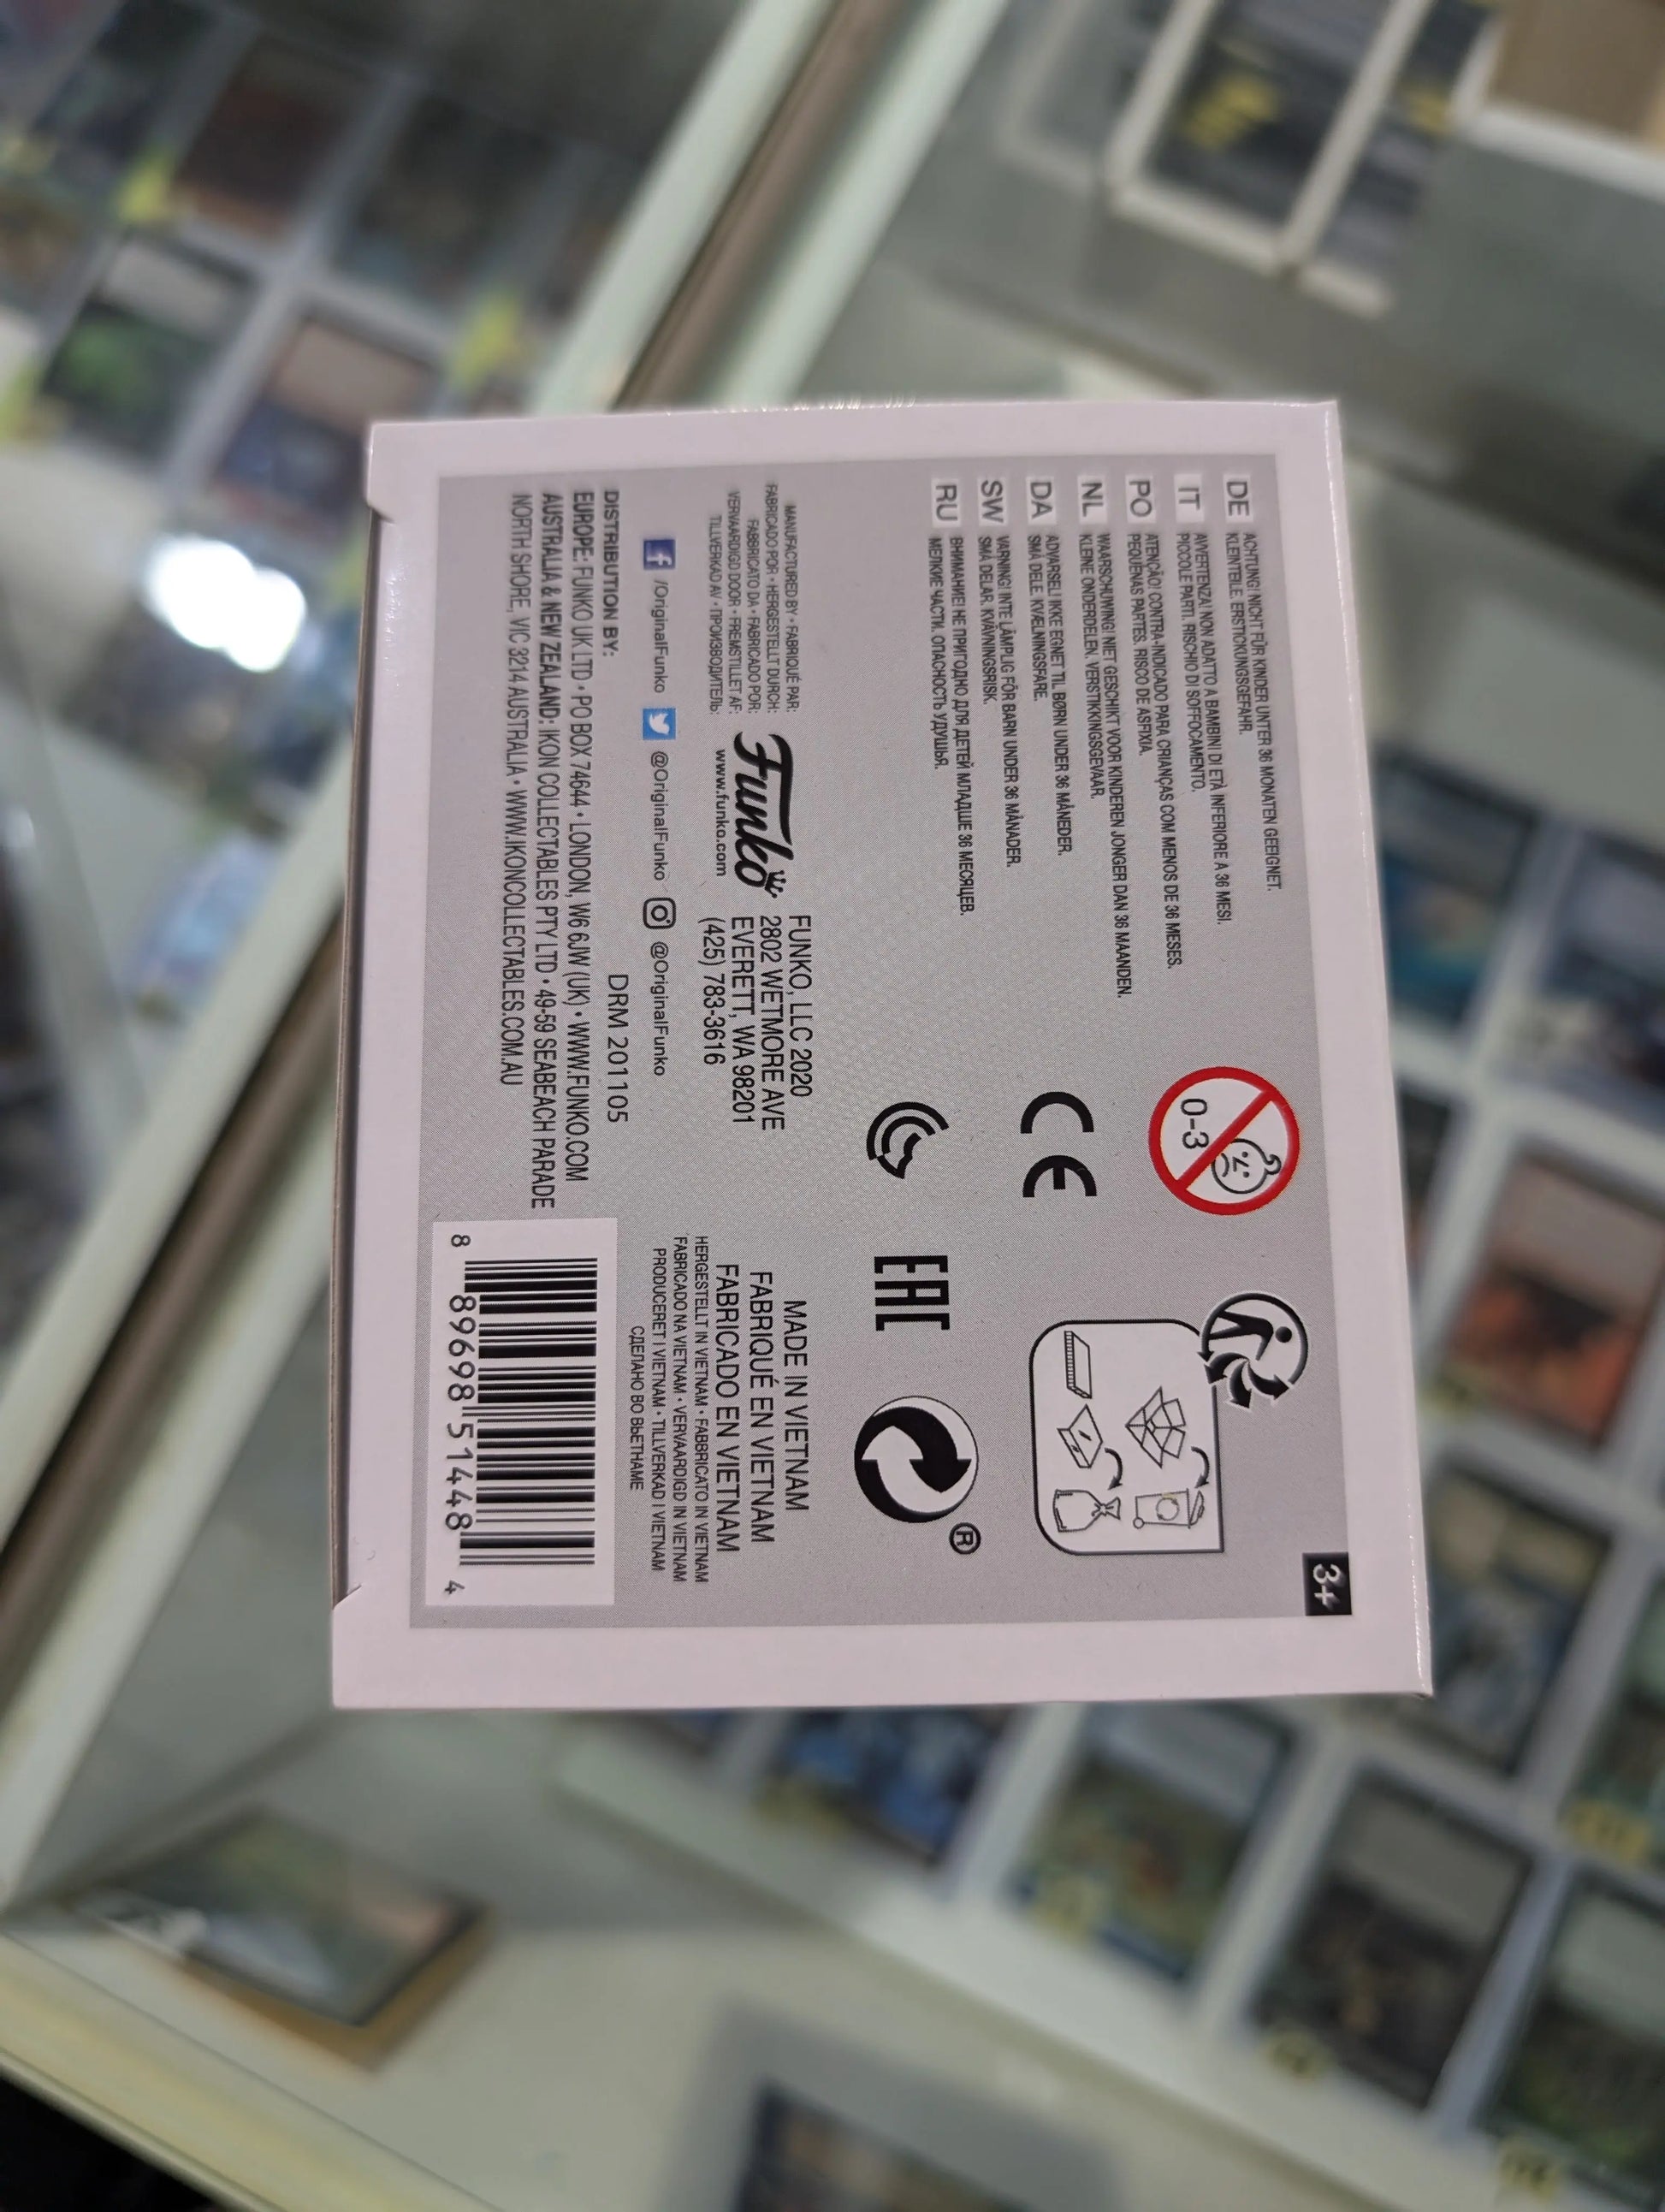 3+
DE ACHTUNG! NICHT FÜR KINDER UNTER 36 MONATEN GEEIGNET.
KLEINTEILE. ERSTICKUNGSGEFAHR.
IT AVVERTENZA! NON ADATTO A BAMBINI DI ETÀ INFERIORE A 36 MESI.
PICCOLE PARTI. RISCHIO DI SOFFOCAMENTO.
PO ATENÇÃO! CONTRA-INDICADO PARA CRIANÇAS COM MENOS DE 36 MESES.
PEQUENAS PARTES. RISCO DE ASFIXIA.
NL WAARSCHUWING! NIET GESCHIKT VOOR KINDEREN JONGER DAN 36 MAANDEN.
KLEINE ONDERDELEN. VERSTIKKINGSGEVAAR.
DA ADVARSEL! IKKE EGNET TIL BØRN UNDER 36 MÅNEDER.
SMÅ DELE. KVÆLNINGSFARE.
SW VARNING! INTE LÄMPLIG FÖR BARN UNDER 36 MÅNADER.
SMÅ DELAR. KVÄVNINGSRISK.
RU ВНИМАНИЕ! НЕ ПРИГОДНО ДЛЯ ДЕТЕЙ МЛАДШЕ 36 МЕСЯЦЕВ.
МЕЛКИЕ ЧАСТИ. ОПАСНОСТЬ УДУШЬЯ.
0-3
CE
EAC
®
MANUFACTURED BY • FABRIQUÉ PAR:
FABRICADO POR • HERGESTELLT DURCH:
FABBRICATO DA • FABRICADO POR:
VERVAARDIGD DOOR • FREMSTILLET AF:
TILLVERKAD AV • ПРОИЗВОДИТЕЛЬ:
Funko
www.funko.com
FUNKO, LLC 2020
2802 WETMORE AVE
EVERETT, WA 98201
(425) 783-3616
MADE IN VIETNAM
FABRIQUÉ EN VIETNAM
FABRICADO EN VIETNAM
HERGESTELLT IN VIETNAM • FABBRICATO IN VIETNAM
FABRICADO NA VIETNAM • VERVAARDIGD IN VIETNAM
PRODUCERET I VIETNAM • TILLVERKAD I VIETNAM
СДЕЛАНО ВО ВЬЕТНАМЕ
f /OriginalFunko @OriginalFunko @OriginalFunko
DRM 201105
DISTRIBUTION BY:
EUROPE: FUNKO UK LTD • PO BOX 74644 • LONDON, W6 6JW (UK) • WWW.FUNKO.COM
AUSTRALIA & NEW ZEALAND: IKON COLLECTABLES PTY LTD • 49-59 SEABEACH PARADE
NORTH SHORE, VIC 3214 AUSTRALIA • WWW.IKONCOLLECTABLES.COM.AU
8 89698 51448 4